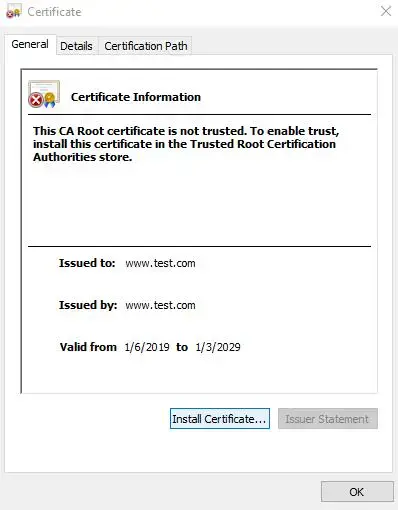 Certificate
General Details Certification Path
Certificate Information
This CA Root certificate is not trusted. To enable trust,
install this certificate in the Trusted Root Certification
Authorities store.
Issued to: www.test.com
Issued by: www.test.com
Valid from 1/6/2019 to 1/3/2029
Install Certificate... Issuer Statement
OK